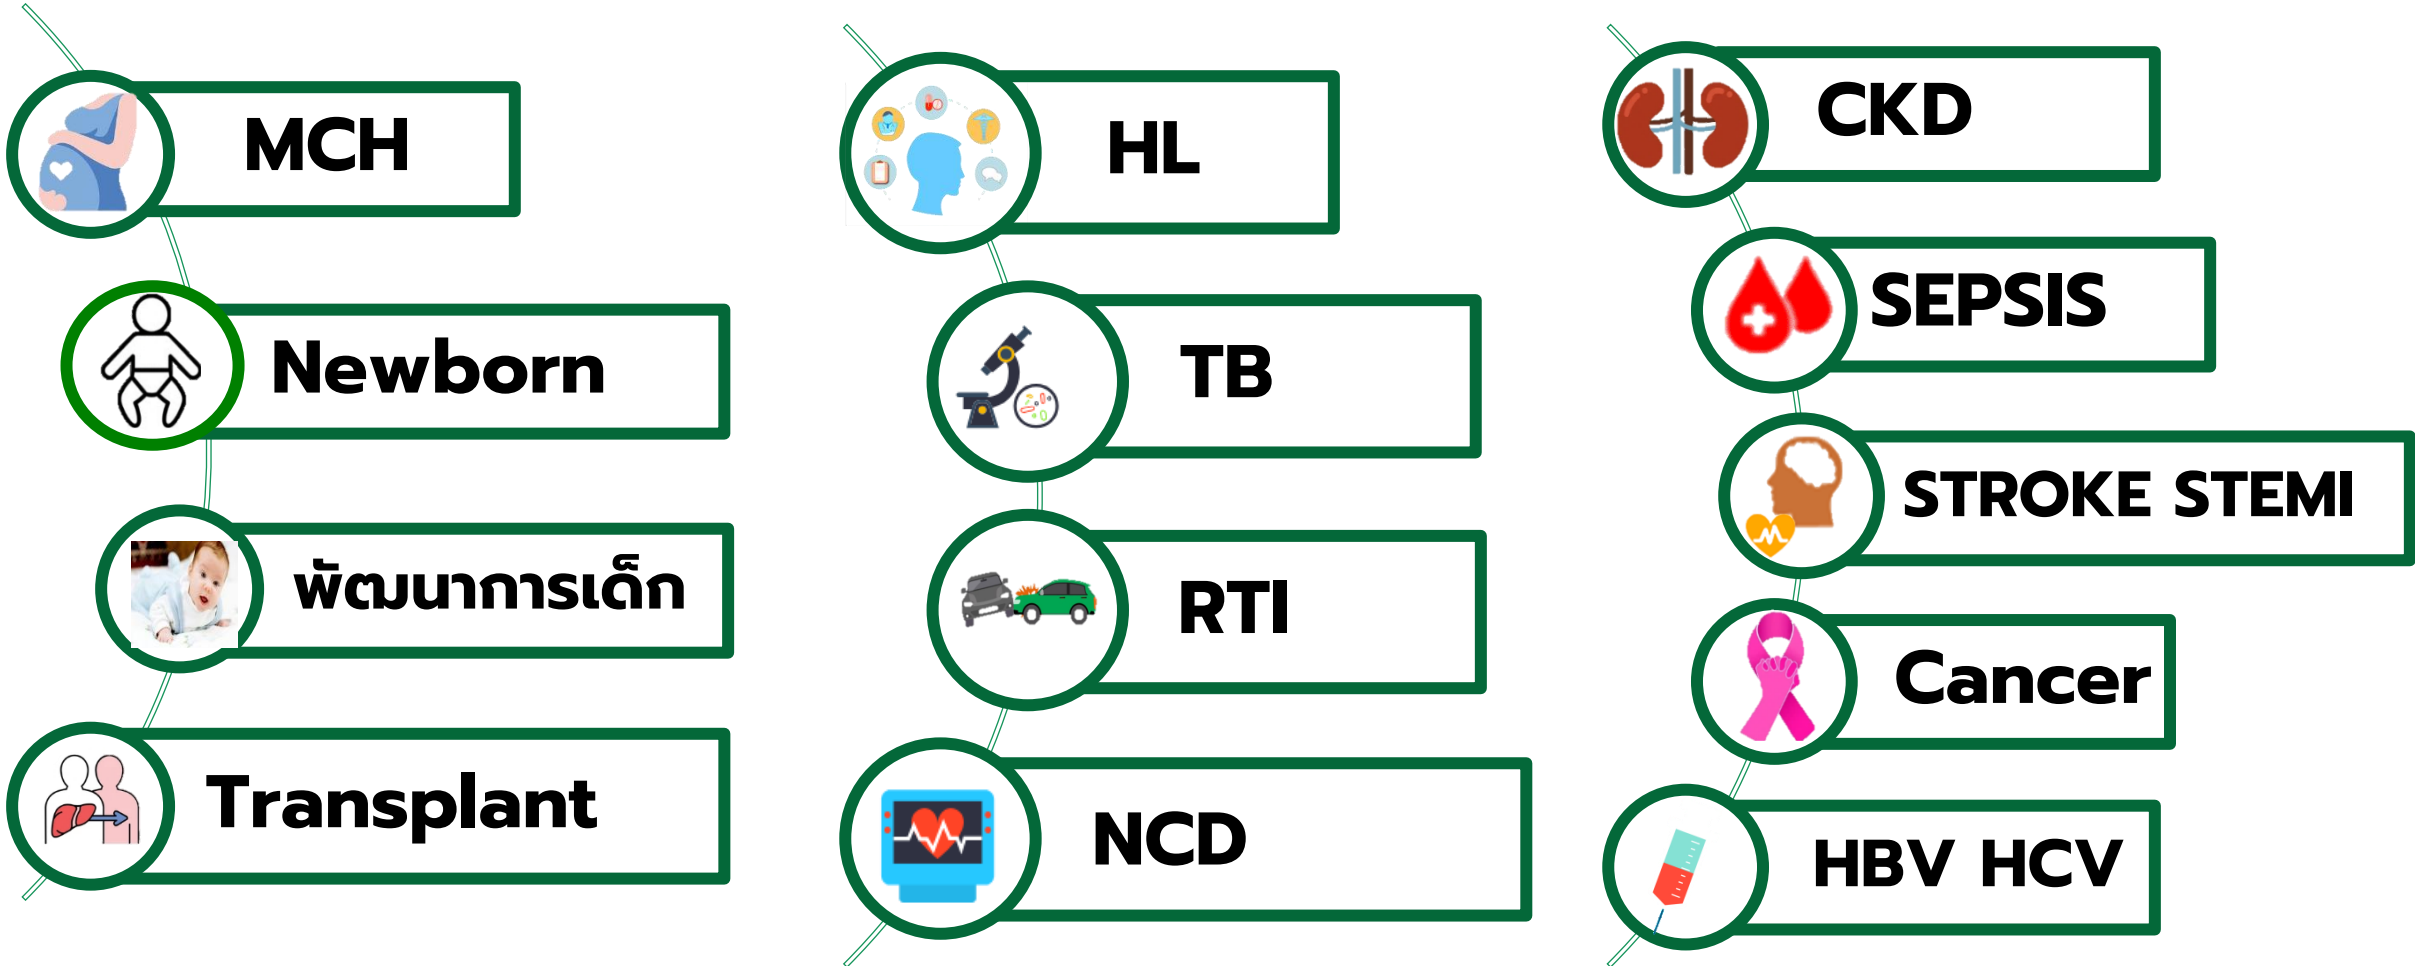 MCH
Newborn
พัฒนาการเด็ก
Transplant
HL
TB
RTI
NCD
CKD
SEPSIS
STROKE STEMI
Cancer
HBV HCV